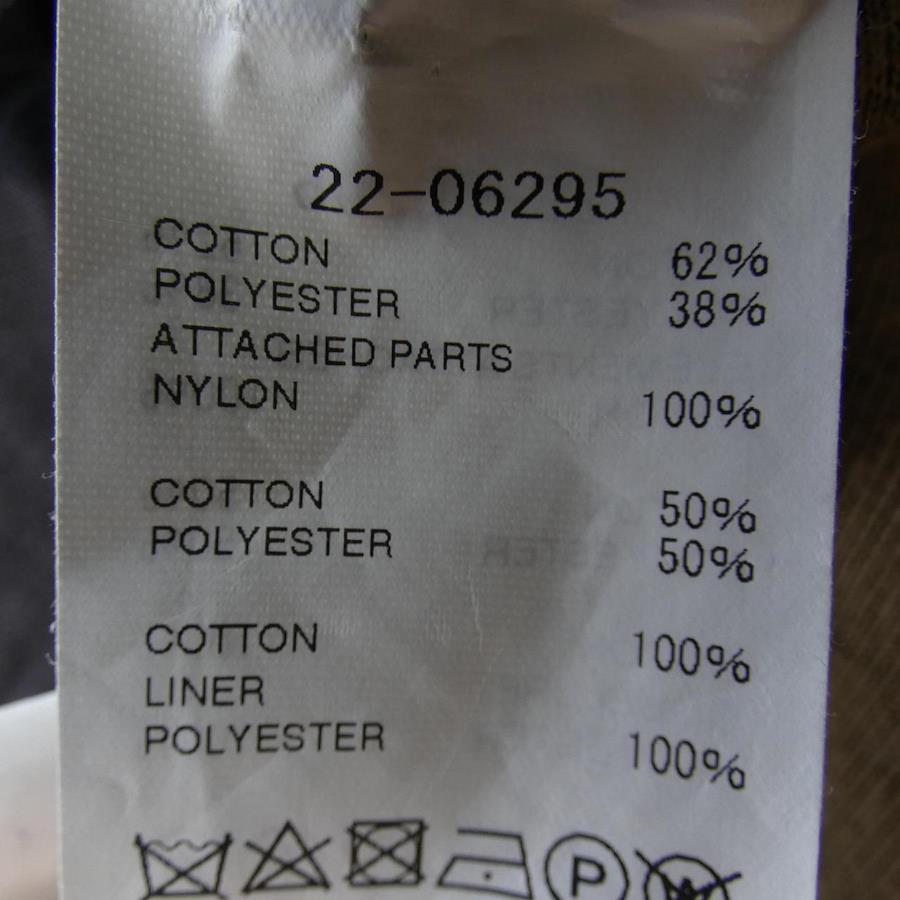 22-06295
COTTON 62%
POLYESTER 38%
ATTACHED PARTS
NYLON 100%
COTTON 50%
POLYESTER 50%
COTTON 100%
LINER
POLYESTER 100%
P W